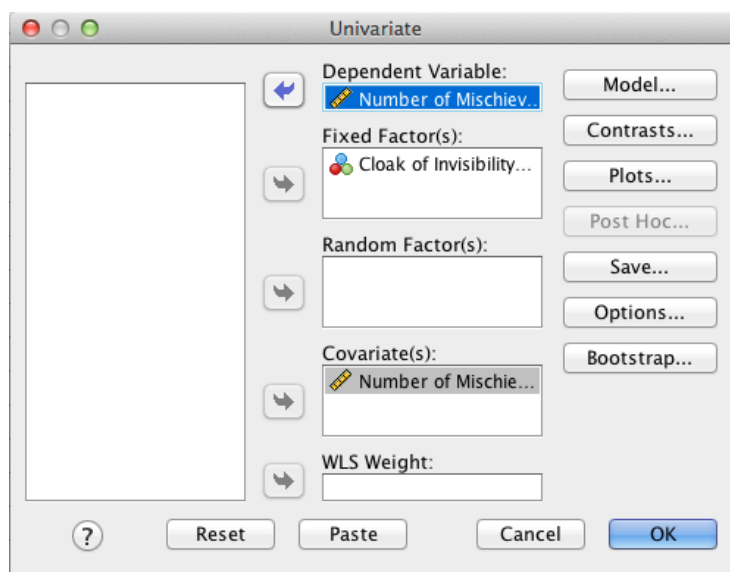 Univariate
Dependent Variable:
Number of Mischiev..
Fixed Factor(s):
Cloak of Invisibility...
Random Factor(s):
Covariate(s):
Number of Mischie...
WLS Weight:
Model...
Contrasts...
Plots...
Post Hoc...
Save...
Options...
Bootstrap...
?
Reset
Paste
Cancel
OK